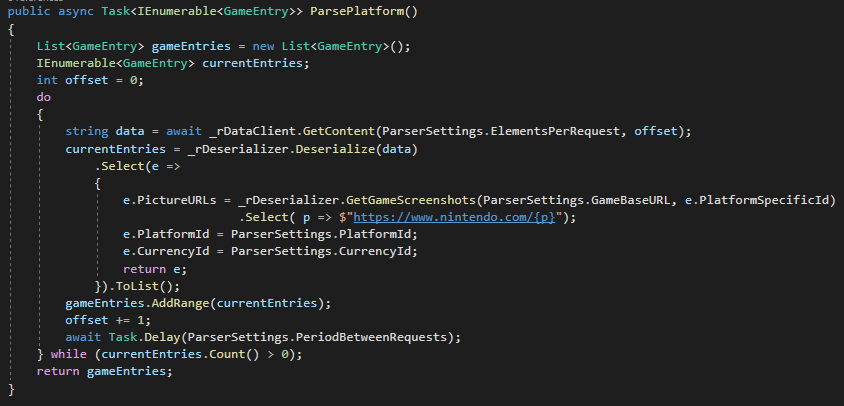 public async Task<IEnumerable<GameEntry>> ParsePlatform()
{
List<GameEntry> gameEntries = new List<GameEntry>();
IEnumerable<GameEntry> currentEntries;
int offset = 0;
do
{
string data = await _rDataClient.GetContent(ParserSettings.ElementsPerRequest, offset);
currentEntries = _rDeserializer.Deserialize(data)
.Select(e =>
{
e.PictureURLs = _rDeserializer.GetGameScreenshots(ParserSettings.GameBaseURL, e.PlatformSpecificId)
.Select( p => $"https://www.nintendo.com/{p}");
e.PlatformId = ParserSettings.PlatformId;
e.CurrencyId = ParserSettings.CurrencyId;
return e;
}).ToList();
gameEntries.AddRange(currentEntries);
offset += 1;
await Task.Delay(ParserSettings.PeriodBetweenRequests);
} while (currentEntries.Count() > 0);
return gameEntries;
}